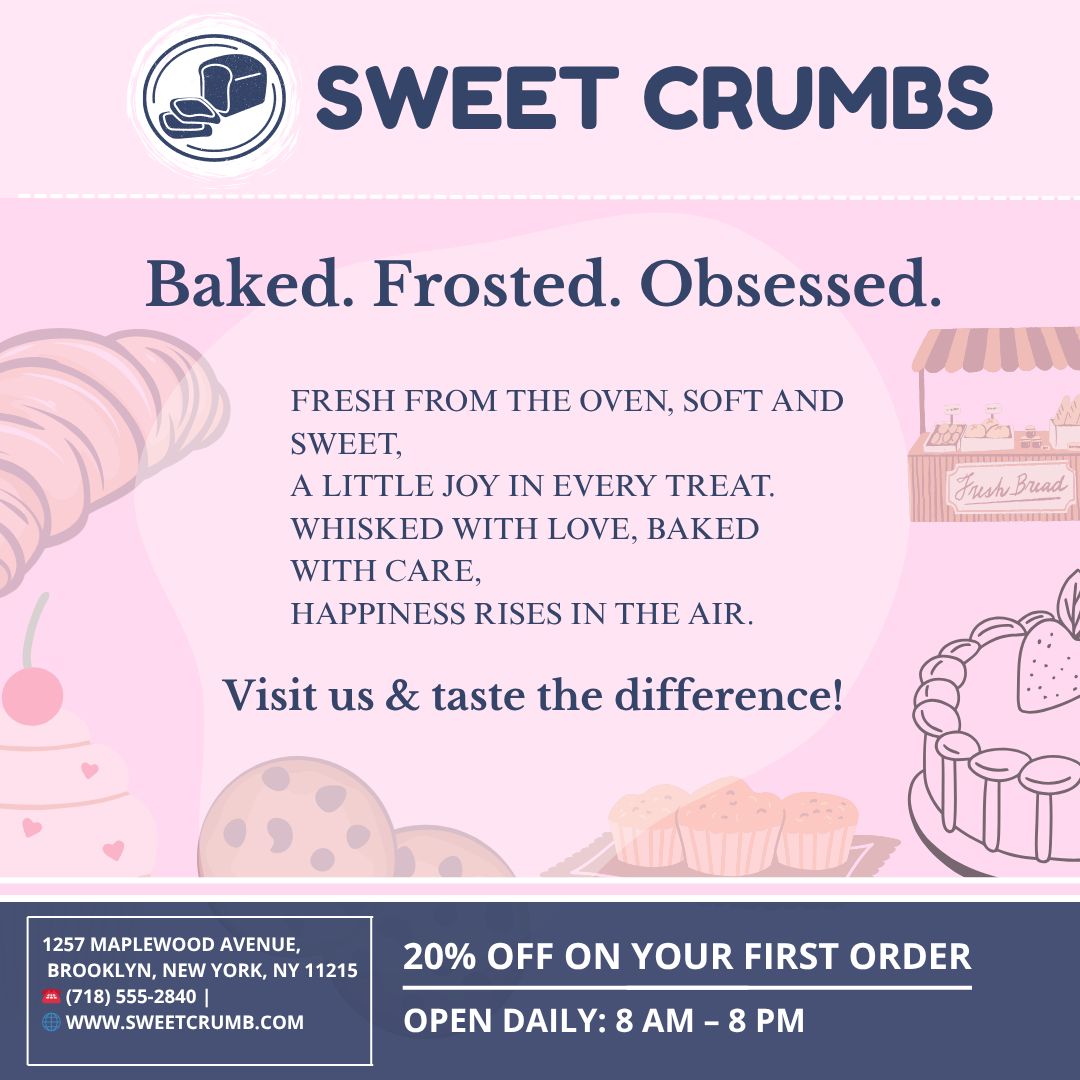 SWEET CRUMBS
Baked. Frosted. Obsessed.
FRESH FROM THE OVEN, SOFT AND
SWEET,
A LITTLE JOY IN EVERY TREAT.
WHISKED WITH LOVE, BAKED
WITH CARE,
HAPPINESS RISES IN THE AIR.
Fresh Bread
Visit us & taste the difference!
1257 MAPLEWOOD AVENUE,
BROOKLYN, NEW YORK, NY 11215
☎️ (718) 555-2840 |
🌐 WWW.SWEETCRUMB.COM
20% OFF ON YOUR FIRST ORDER
OPEN DAILY: 8 AM – 8 PM